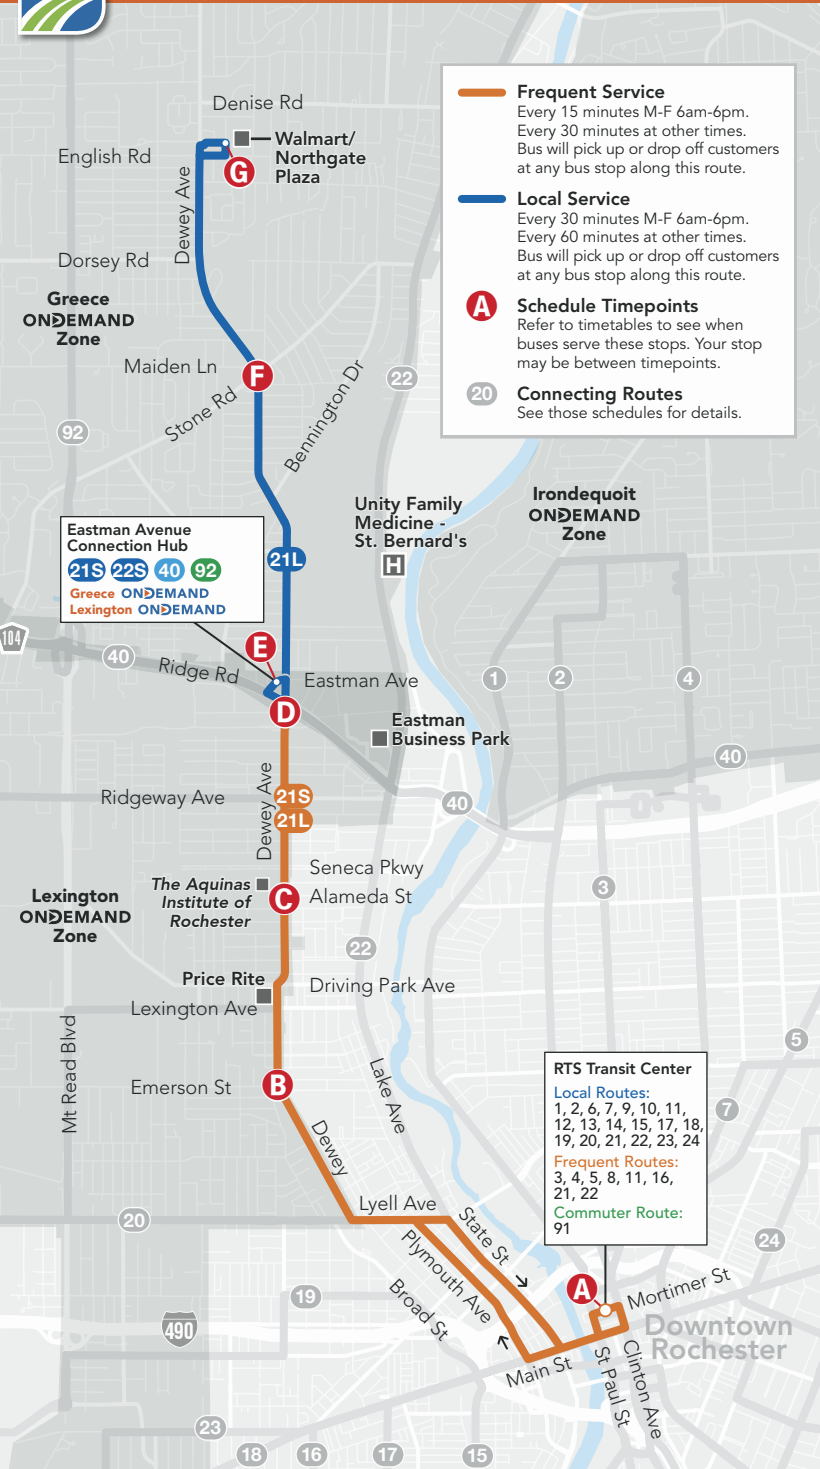 Denise Rd
Walmart/
Northgate
Plaza
English Rd
G
Dewey Ave
Dorsey Rd
Greece
ONDEMAND
Zone
Maiden Ln
F
Stone Rd
Bennington Dr
22
92
Frequent Service
Every 15 minutes M-F 6am-6pm.
Every 30 minutes at other times.
Bus will pick up or drop off customers
at any bus stop along this route.
Local Service
Every 30 minutes M-F 6am-6pm.
Every 60 minutes at other times.
Bus will pick up or drop off customers
at any bus stop along this route.
A
Schedule Timepoints
Refer to timetables to see when
buses serve these stops. Your stop
may be between timepoints.
20
Connecting Routes
See those schedules for details.
Unity Family
Medicine -
St. Bernard's
H
Irondequoit
ONDEMAND
Zone
Eastman Avenue
Connection Hub
21S 22S 40 92
Greece ONDEMAND
Lexington ONDEMAND
21L
104
40
Ridge Rd
E
Eastman Ave
D
1
2
4
Eastman
Business Park
40
Ridgeway Ave
Dewey Ave
21S
21L
40
Seneca Pkwy
The Aquinas
Institute of
Rochester
C
Alameda St
3
Lexington
ONDEMAND
Zone
22
Price Rite
Driving Park Ave
Lexington Ave
Mt Read Blvd
5
Emerson St
B
Lake Ave
7
RTS Transit Center
Local Routes:
1, 2, 6, 7, 9, 10, 11,
12, 13, 14, 15, 17, 18,
19, 20, 21, 22, 23, 24
Frequent Routes:
3, 4, 5, 8, 11, 16,
21, 22
Commuter Route:
91
Dewey
Lyell Ave
20
State St
24
Plymouth Ave
Broad St
19
A
Mortimer St
490
Downtown
Rochester
Main St
St Paul St
Clinton Ave
23
18
16
17
15